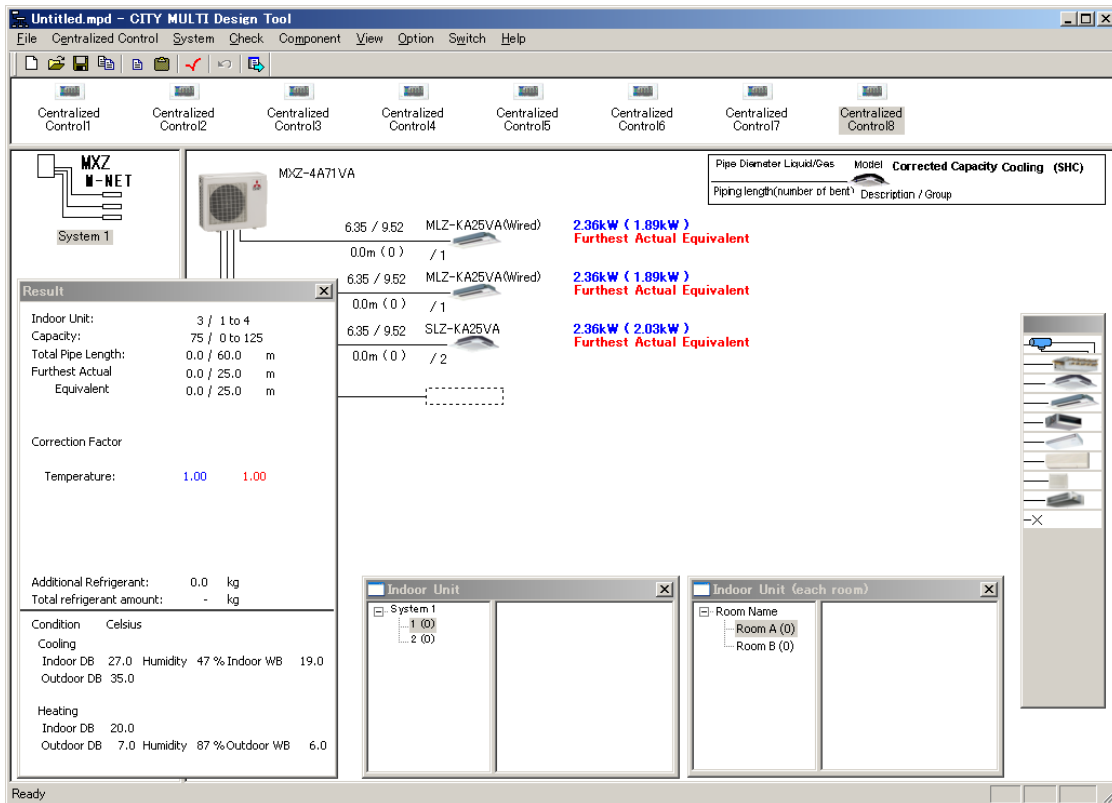 Untitled.mpd - CITY MULTI Design Tool
File Centralized Control System Check Component View Option Switch Help
Centralized Control1
Centralized Control2
Centralized Control3
Centralized Control4
Centralized Control5
Centralized Control6
Centralized Control7
Centralized Control8
MXZ
M-NET
System 1
MXZ-4A71VA
Pipe Diameter Liquid/Gas Model Corrected Capacity Cooling (SHC)
Piping length(number of bent) Description / Group
6.35 / 9.52 MLZ-KA25VA(Wired) 2.36kW ( 1.89kW )
Furthest Actual Equivalent
0.0m ( 0 ) / 1
6.35 / 9.52 MLZ-KA25VA(Wired) 2.36kW ( 1.89kW )
Furthest Actual Equivalent
0.0m ( 0 ) / 1
6.35 / 9.52 SLZ-KA25VA 2.36kW ( 2.03kW )
Furthest Actual Equivalent
0.0m ( 0 ) / 2
Result
Indoor Unit: 3 / 1 to 4
Capacity: 75 / 0 to 125
Total Pipe Length: 0.0 / 60.0 m
Furthest Actual 0.0 / 25.0 m
Equivalent 0.0 / 25.0 m
Correction Factor
Temperature: 1.00 1.00
Additional Refrigerant: 0.0 kg
Total refrigerant amount: - kg
Condition Celsius
Cooling
Indoor DB 27.0 Humidity 47 % Indoor WB 19.0
Outdoor DB 35.0
Heating
Indoor DB 20.0
Outdoor DB 7.0 Humidity 87 % Outdoor WB 6.0
Indoor Unit
System 1
1 (0)
2 (0)
Indoor Unit (each room)
Room Name
Room A (0)
Room B (0)
Ready